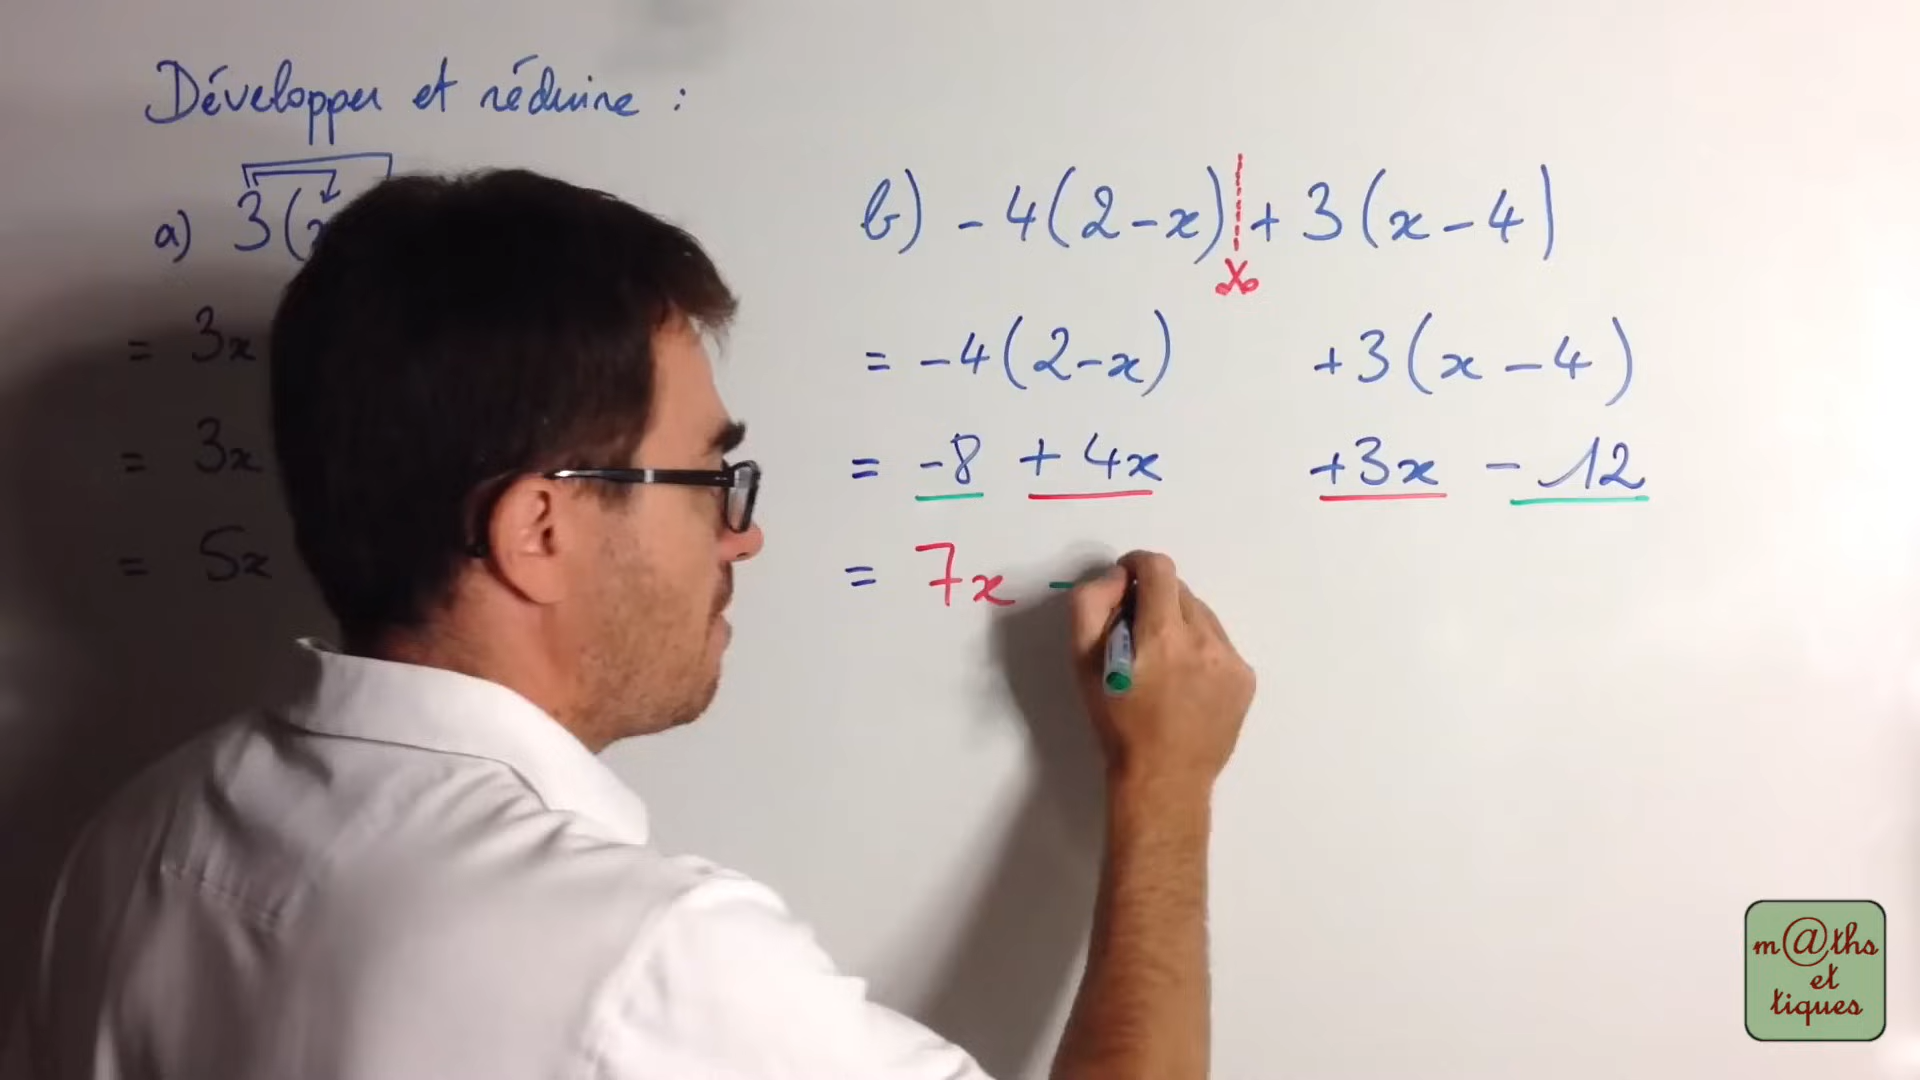 Développer et réduire :
a) 3(x
= 3x
= 3x
= 5x
b) -4(2-x) + 3(x-4)
= -4(2-x) +3(x-4)
= -8 + 4x +3x - 12
= 7x -
m@ths
et
tiques